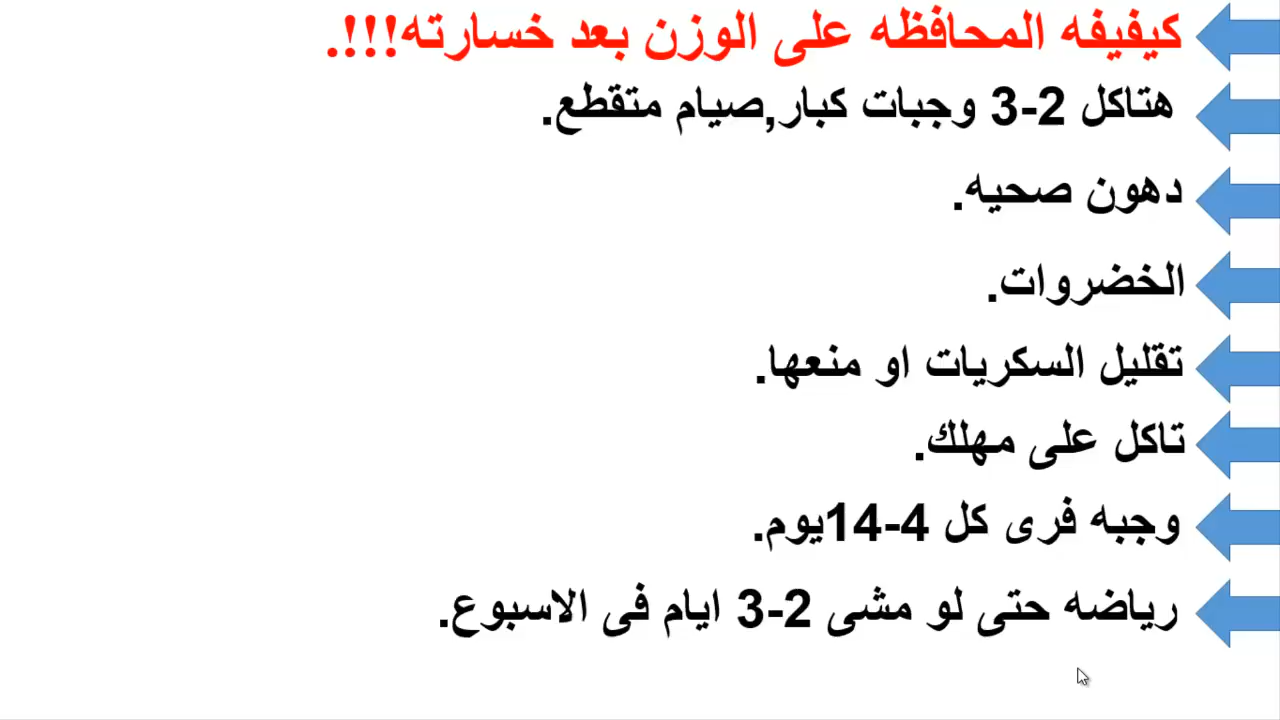 كيفيفه المحافظه على الوزن بعد خسارته!!!.
هتاكل 2-3 وجبات كبار,صيام متقطع.
دهون صحيه.
الخضروات.
تقليل السكريات او منعها.
تاكل على مهلك.
وجبه فرى كل 4-14يوم.
رياضه حتى لو مشى 2-3 ايام فى الاسبوع.